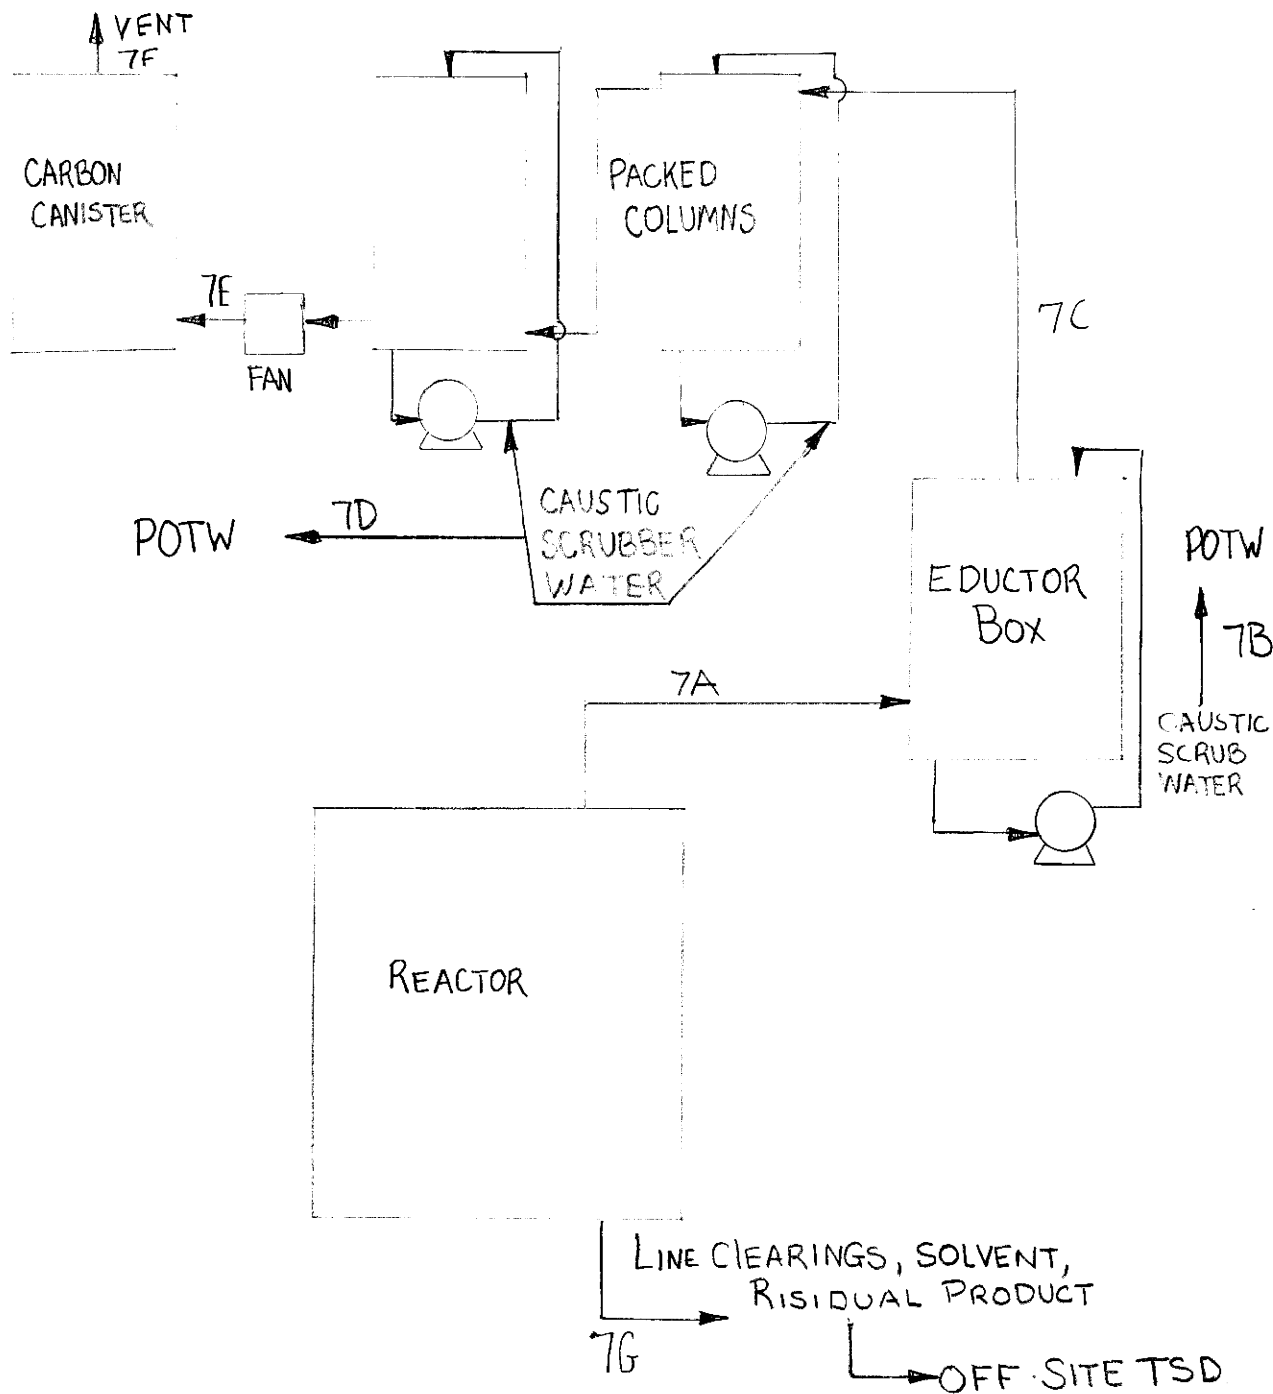 VENT
7F
CARBON
CANISTER
PACKED
COLUMNS
7E
FAN
7C
POTW
7D
CAUSTIC
SCRUBBER
WATER
EDUCTOR
BOX
POTW
7B
CAUSTIC
SCRUB
WATER
7A
REACTOR
LINE ClEARINGS, SOLVENT,
RISIDUAL PRODUCT
7G
OFF-SITE TSD